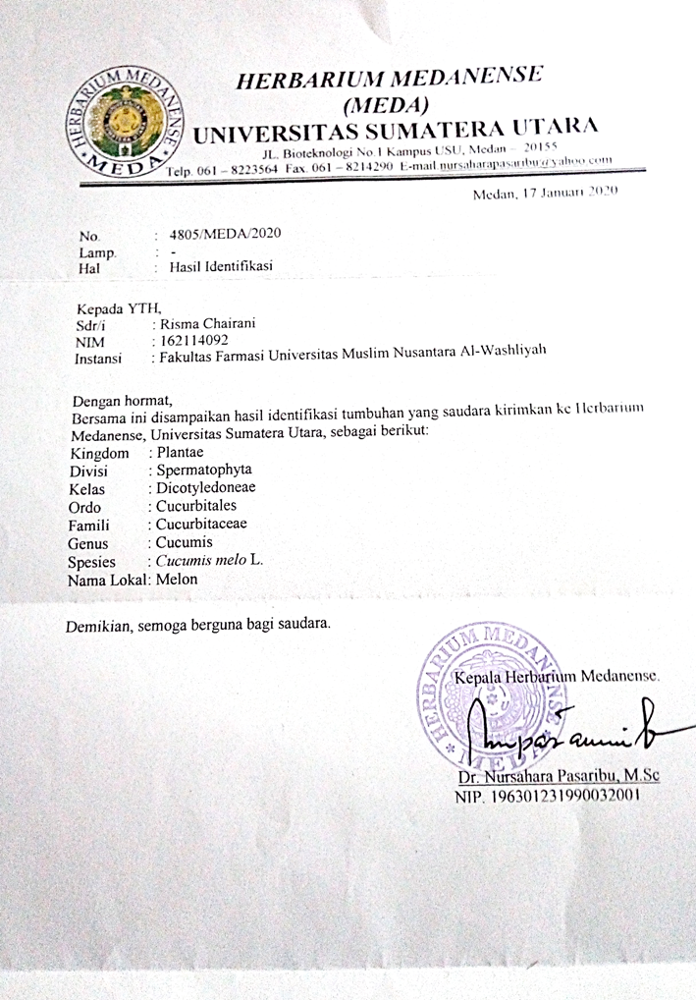 HERBARIUM MEDANENSE
MEDA
HERBARIUM MEDANENSE
(MEDA)
UNIVERSITAS SUMATERA UTARA
JL. Bioteknologi No.1 Kampus USU, Medan – 20155
Telp. 061 – 8223564 Fax. 061 – 8214290 E-mail.nursaharapasaribu@yahoo.com
Medan, 17 Januari 2020
No. : 4805/MEDA/2020
Lamp. : -
Hal : Hasil Identifikasi
Kepada YTH,
Sdr/i : Risma Chairani
NIM : 162114092
Instansi : Fakultas Farmasi Universitas Muslim Nusantara Al-Washliyah
Dengan hormat,
Bersama ini disampaikan hasil identifikasi tumbuhan yang saudara kirimkan ke Herbarium
Medanense, Universitas Sumatera Utara, sebagai berikut:
Kingdom : Plantae
Divisi : Spermatophyta
Kelas : Dicotyledoneae
Ordo : Cucurbitales
Famili : Cucurbitaceae
Genus : Cucumis
Spesies : Cucumis melo L.
Nama Lokal: Melon
Demikian, semoga berguna bagi saudara.
HERBARIUM MEDANENSE
MEDA
Kepala Herbarium Medanense.
Dr. Nursahara Pasaribu, M.Sc
NIP. 196301231990032001